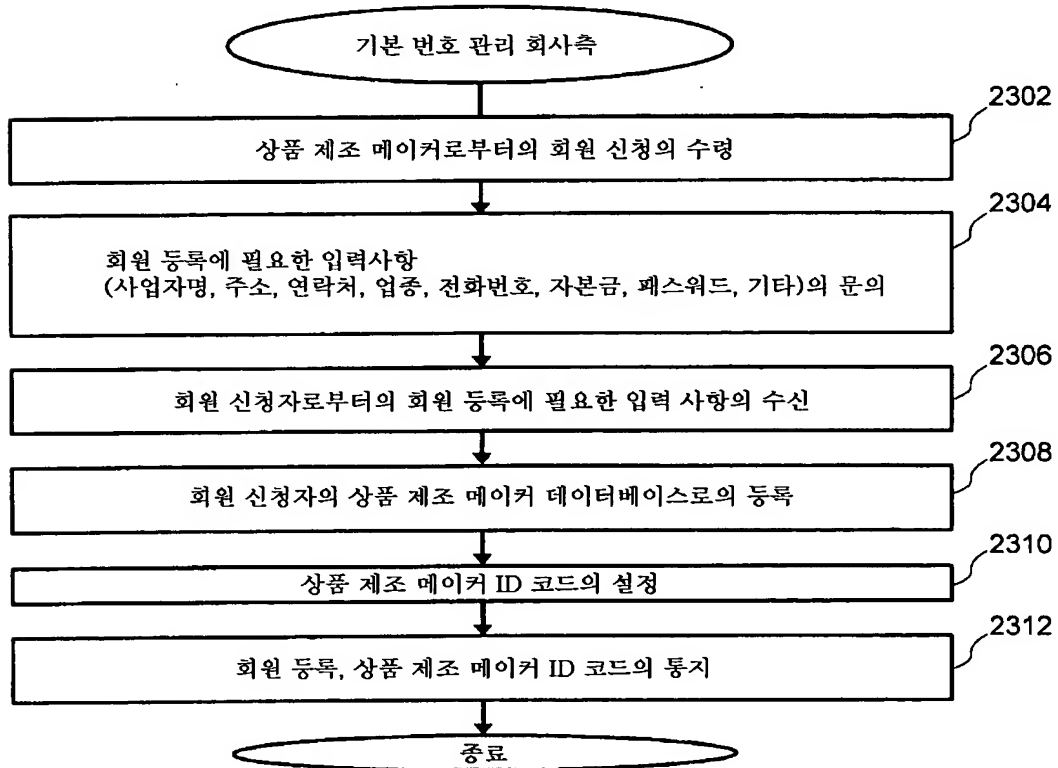 기본 번호 관리 회사측
2302
상품 제조 메이커로부터의 회원 신청의 수령
2304
회원 등록에 필요한 입력사항
(사업자명, 주소, 연락처, 업종, 전화번호, 자본금, 패스워드, 기타)의 문의
2306
회원 신청자로부터의 회원 등록에 필요한 입력 사항의 수신
2308
회원 신청자의 상품 제조 메이커 데이터베이스로의 등록
2310
상품 제조 메이커 ID 코드의 설정
2312
회원 등록, 상품 제조 메이커 ID 코드의 통지
종료